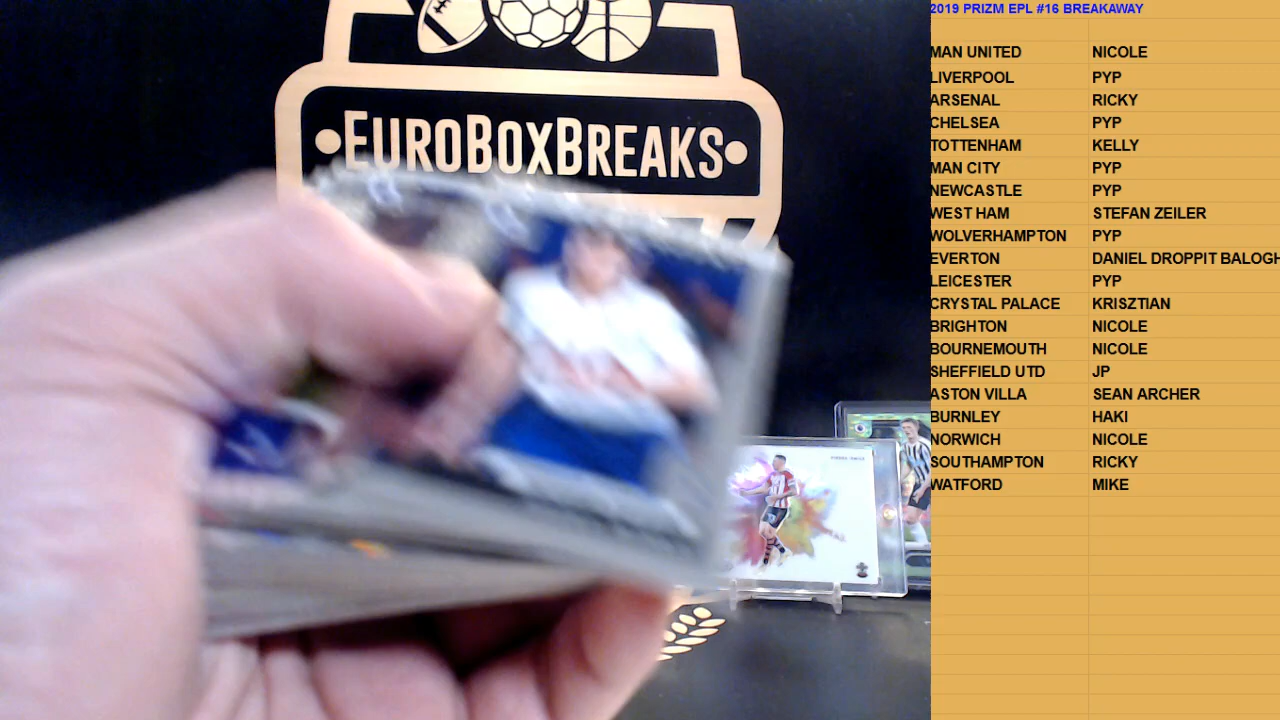 EUROBOXBREAKS
2019 PRIZM EPL #16 BREAKAWAY
MAN UNITED NICOLE
LIVERPOOL PYP
ARSENAL RICKY
CHELSEA PYP
TOTTENHAM KELLY
MAN CITY PYP
NEWCASTLE PYP
WEST HAM STEFAN ZEILER
WOLVERHAMPTON PYP
EVERTON DANIEL DROPPIT BALOGH
LEICESTER PYP
CRYSTAL PALACE KRISZTIAN
BRIGHTON NICOLE
BOURNEMOUTH NICOLE
SHEFFIELD UTD JP
ASTON VILLA SEAN ARCHER
BURNLEY HAKI
NORWICH NICOLE
SOUTHAMPTON RICKY
WATFORD MIKE